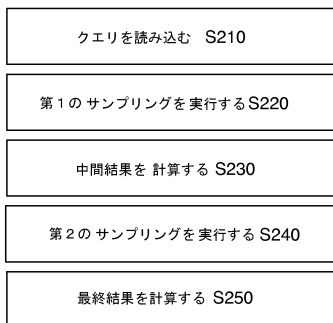 クエリを読み込む S210
第1の サンプリングを実行する S220
中間結果を 計算する S230
第2の サンプリングを実行する S240
最終結果を計算する S250